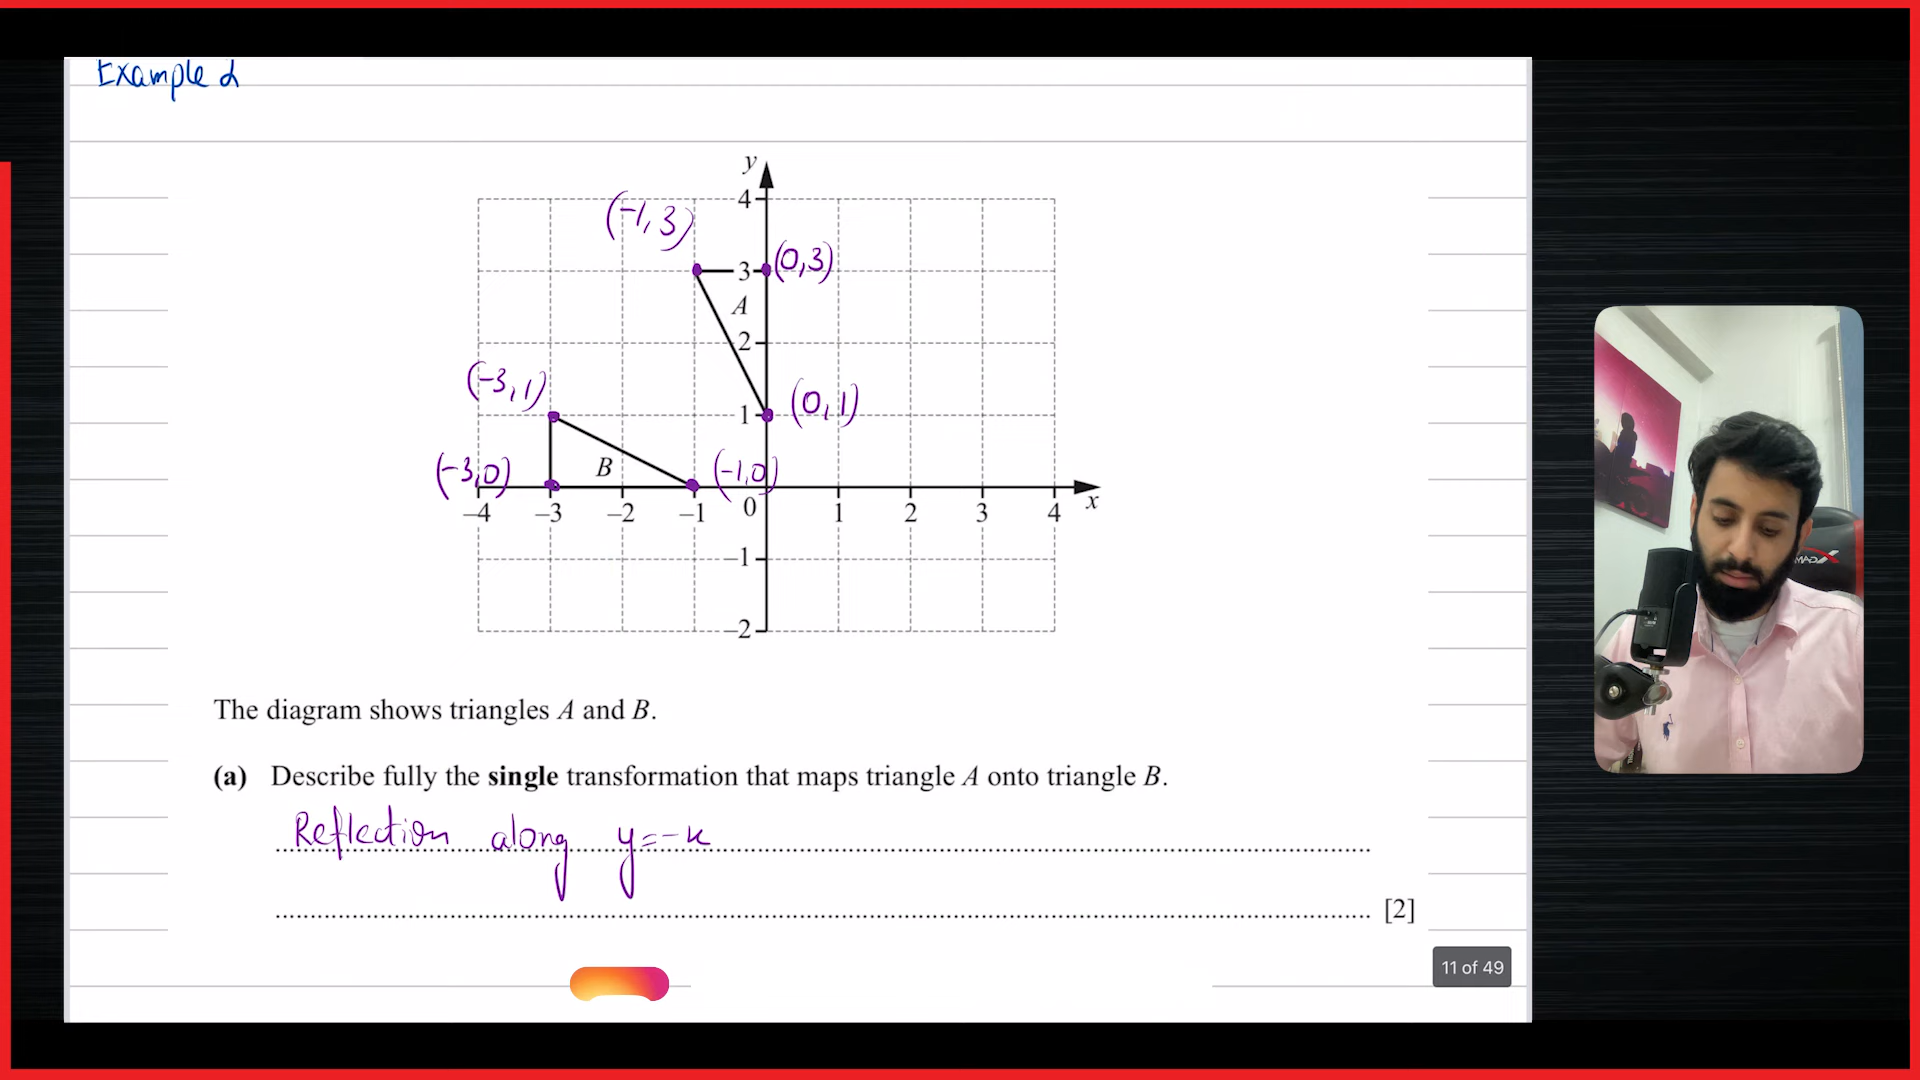 Example 2
y
4
(-1,3)
3
(0,3)
A
2
(-3,1)
1
(0,1)
B
(-3,0)
(-1,0)
–4 –3 –2 –1 0 1 2 3 4 x
–1
–2
The diagram shows triangles A and B.
(a) Describe fully the single transformation that maps triangle A onto triangle B.
Reflection along y=-x
[2]
11 of 49